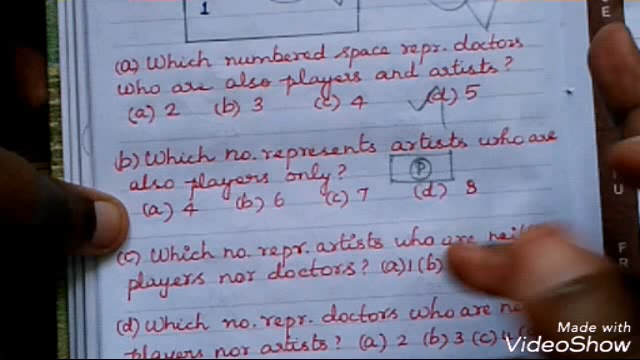 1
(a) Which numbered space repr. doctors
who are also players and artists?
(a) 2 (b) 3 (c) 4 (d) 5
(b) Which no. represents artists who are
also players only? P
(a) 4 (b) 6 (c) 7 (d) 8
(c) Which no. repr. artists who are
players nor doctors? (a) 1 (b)
(d) Which no. repr. doctors who are
players nor artists? (a) 2 (b) 3 (c) 4
Made with
VideoShow
E
U
F